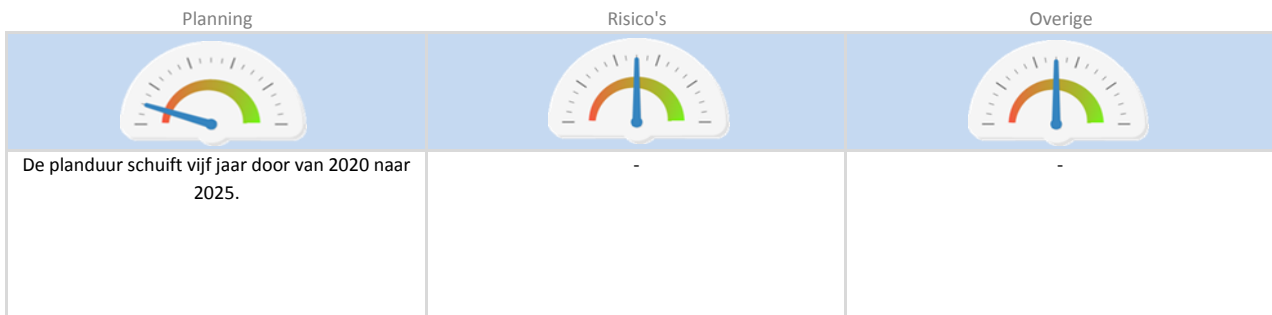 Planning
Risico's
Overige
De planduur schuift vijf jaar door van 2020 naar
2025.
-
-